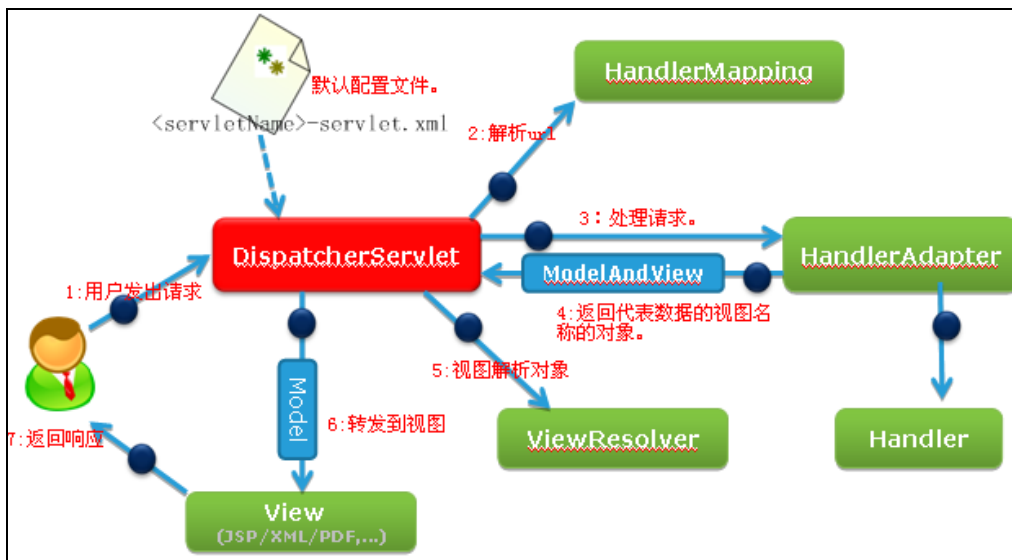 默认配置文件。
<servletName>-servlet.xml
HandlerMapping
2:解析url
3：处理请求。
DispatcherServlet
ModelAndView
HandlerAdapter
1:用户发出请求
4:返回代表数据的视图名
称的对象。
5:视图解析对象
Model
6:转发到视图
7:返回响应
ViewResolver
Handler
View
(JSP/XML/PDF,...)